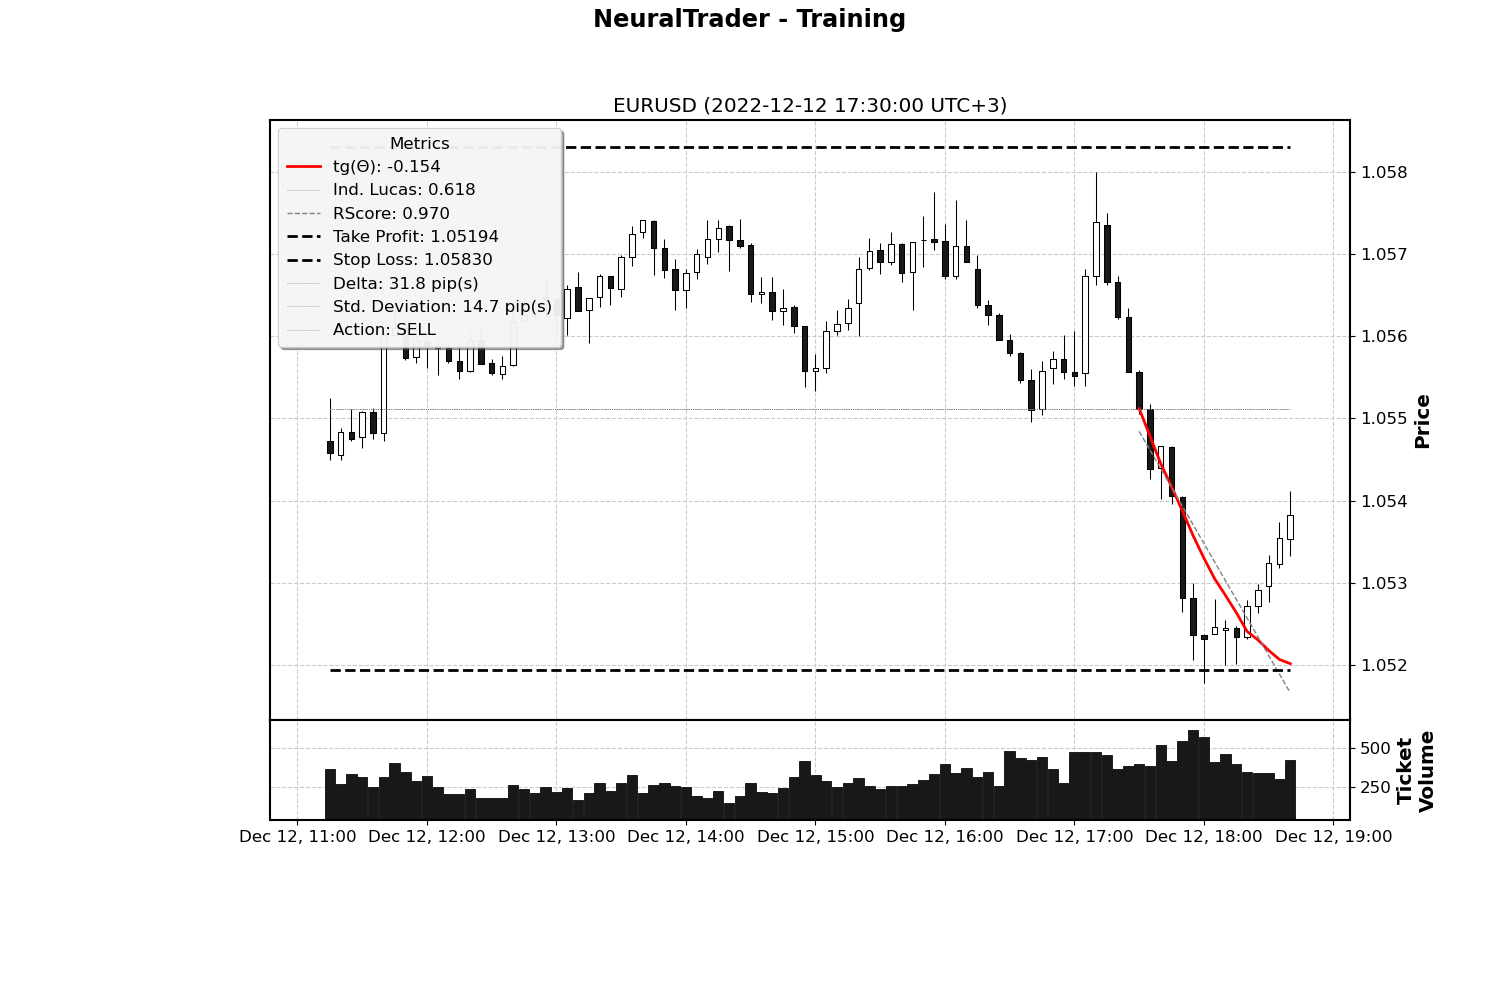 NeuralTrader - Training
EURUSD (2022-12-12 17:30:00 UTC+3)
Metrics
tg(Θ): -0.154
Ind. Lucas: 0.618
RScore: 0.970
Take Profit: 1.05194
Stop Loss: 1.05830
Delta: 31.8 pip(s)
Std. Deviation: 14.7 pip(s)
Action: SELL
1.058
1.057
1.056
1.055
1.054
1.053
1.052
Price
500
250
Ticket
Volume
Dec 12, 11:00 Dec 12, 12:00 Dec 12, 13:00 Dec 12, 14:00 Dec 12, 15:00 Dec 12, 16:00 Dec 12, 17:00 Dec 12, 18:00 Dec 12, 19:00